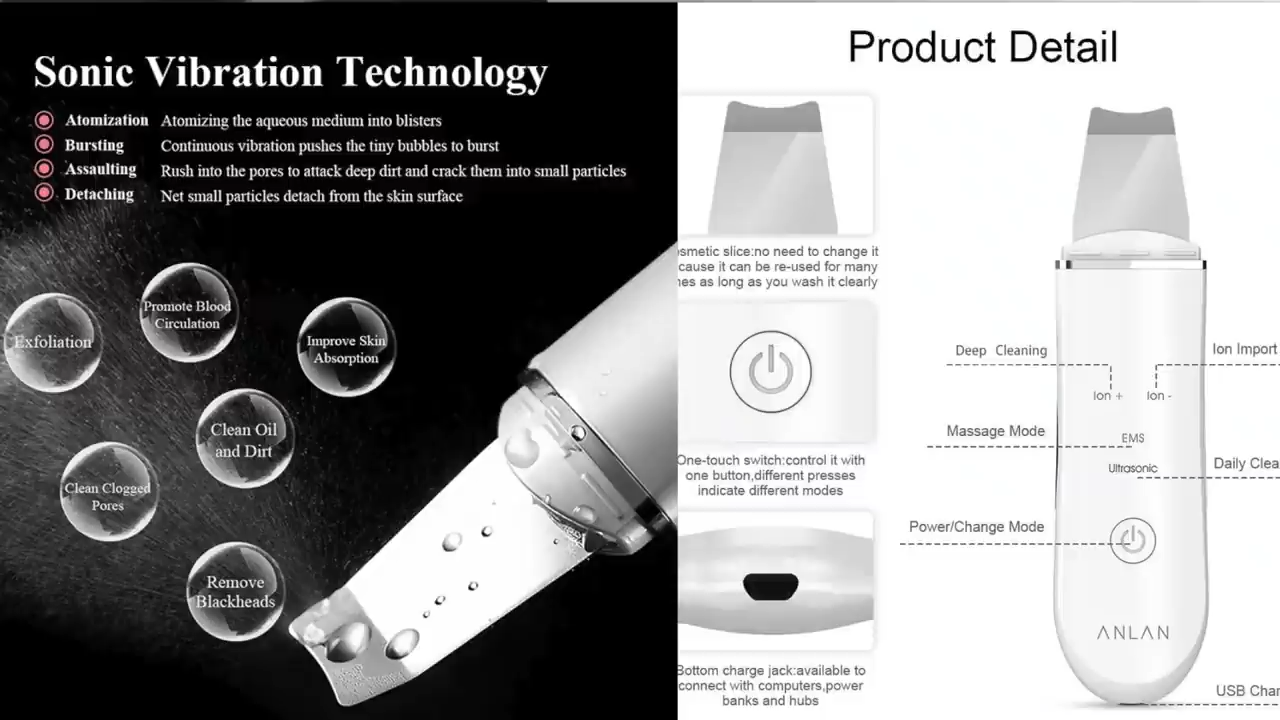 Sonic Vibration Technology
Atomization Atomizing the aqueous medium into blisters
Bursting Continuous vibration pushes the tiny bubbles to burst
Assaulting Rush into the pores to attack deep dirt and crack them into small particles
Detaching Net small particles detach from the skin surface
Exfoliation
Promote Blood
Circulation
Improve Skin
Absorption
Clean Oil
and Dirt
Clean Clogged
Pores
Remove
Blackheads
Product Detail
slice:no need to change it
it can be re-used for many
as long as you wash it clearly
One-touch switch:control it with
one button,different presses
indicate different modes
Bottom charge jack:available to
connect with computers,power
banks and hubs
Deep Cleaning
Ion Import
Ion +
Ion -
Massage Mode
EMS
Ultrasonic
Daily
Power/Change Mode
ANLAN
USB